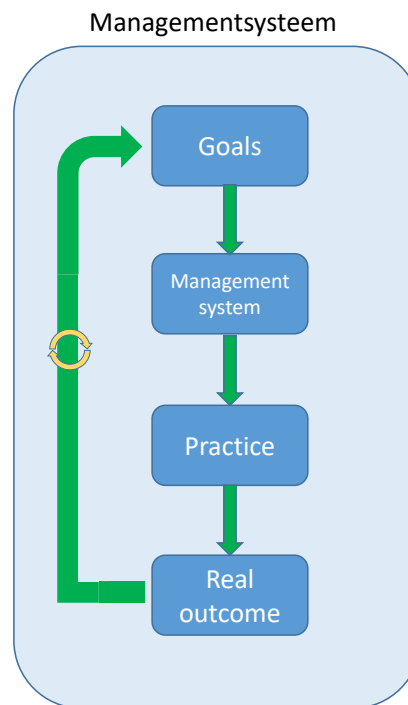 Managementsysteem
Goals
Management
system
Practice
Real
outcome